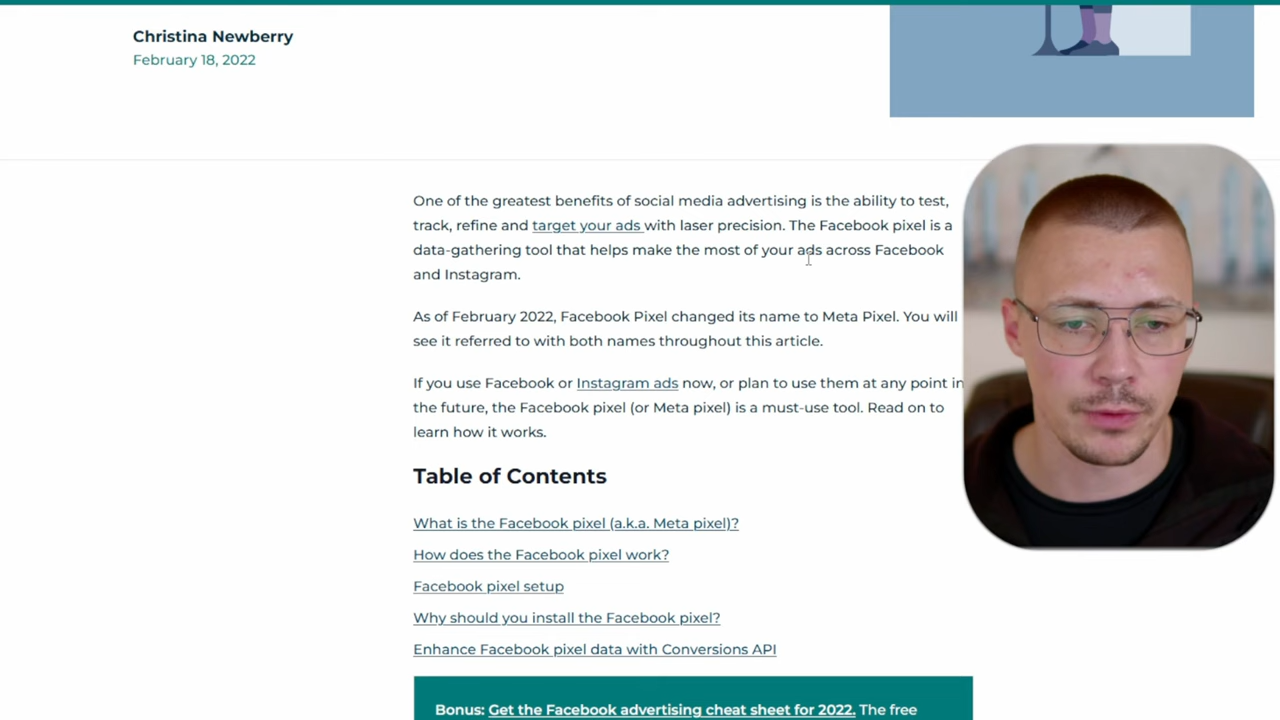 Christina Newberry
February 18, 2022
One of the greatest benefits of social media advertising is the ability to test,
track, refine and target your ads with laser precision. The Facebook pixel is a
data-gathering tool that helps make the most of your ads across Facebook
and Instagram.
As of February 2022, Facebook Pixel changed its name to Meta Pixel. You will
see it referred to with both names throughout this article.
If you use Facebook or Instagram ads now, or plan to use them at any point in
the future, the Facebook pixel (or Meta pixel) is a must-use tool. Read on to
learn how it works.
Table of Contents
What is the Facebook pixel (a.k.a. Meta pixel)?
How does the Facebook pixel work?
Facebook pixel setup
Why should you install the Facebook pixel?
Enhance Facebook pixel data with Conversions API
Bonus: Get the Facebook advertising cheat sheet for 2022. The free